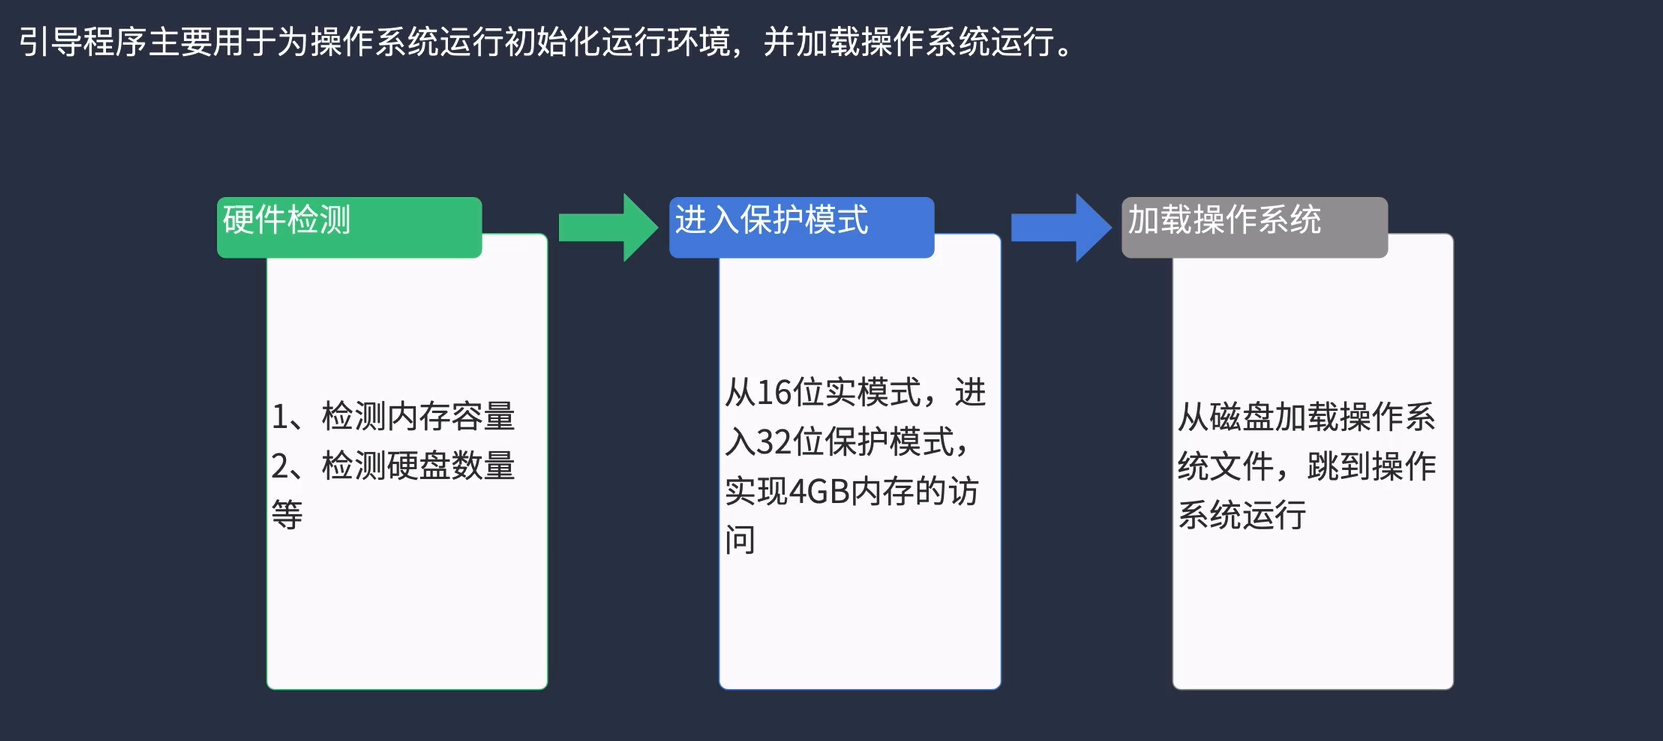 引导程序主要用于为操作系统运行初始化运行环境，并加载操作系统运行。
硬件检测
1、检测内存容量
2、检测硬盘数量
等
进入保护模式
从16位实模式，进
入32位保护模式，
实现4GB内存的访
问
加载操作系统
从磁盘加载操作系
统文件，跳到操作
系统运行